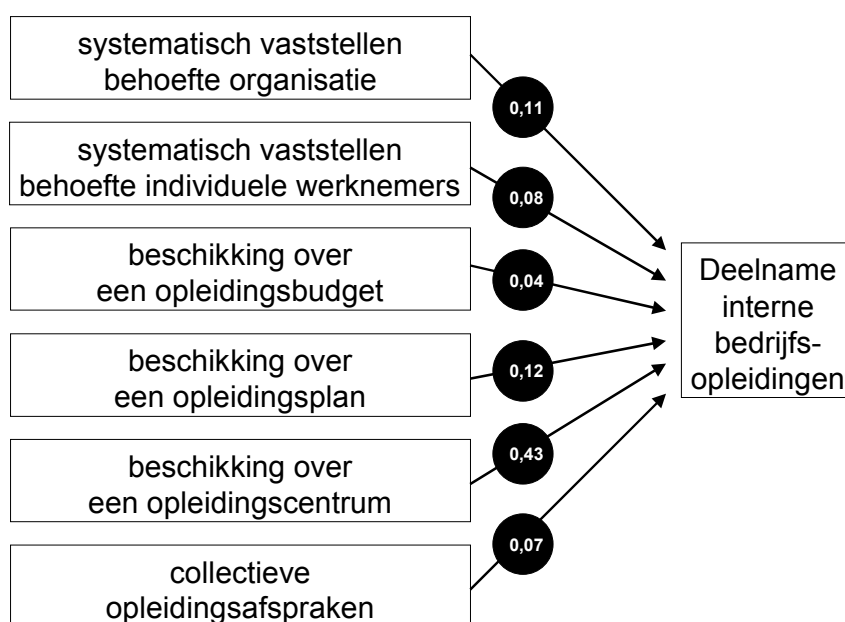 systematisch vaststellen
behoefte organisatie
0,11
systematisch vaststellen
behoefte individuele werknemers
0,08
beschikking over
een opleidingsbudget
0,04
beschikking over
een opleidingsplan
0,12
beschikking over
een opleidingscentrum
0,43
collectieve
opleidingsafspraken
0,07
Deelname
interne
bedrijfs-
opleidingen